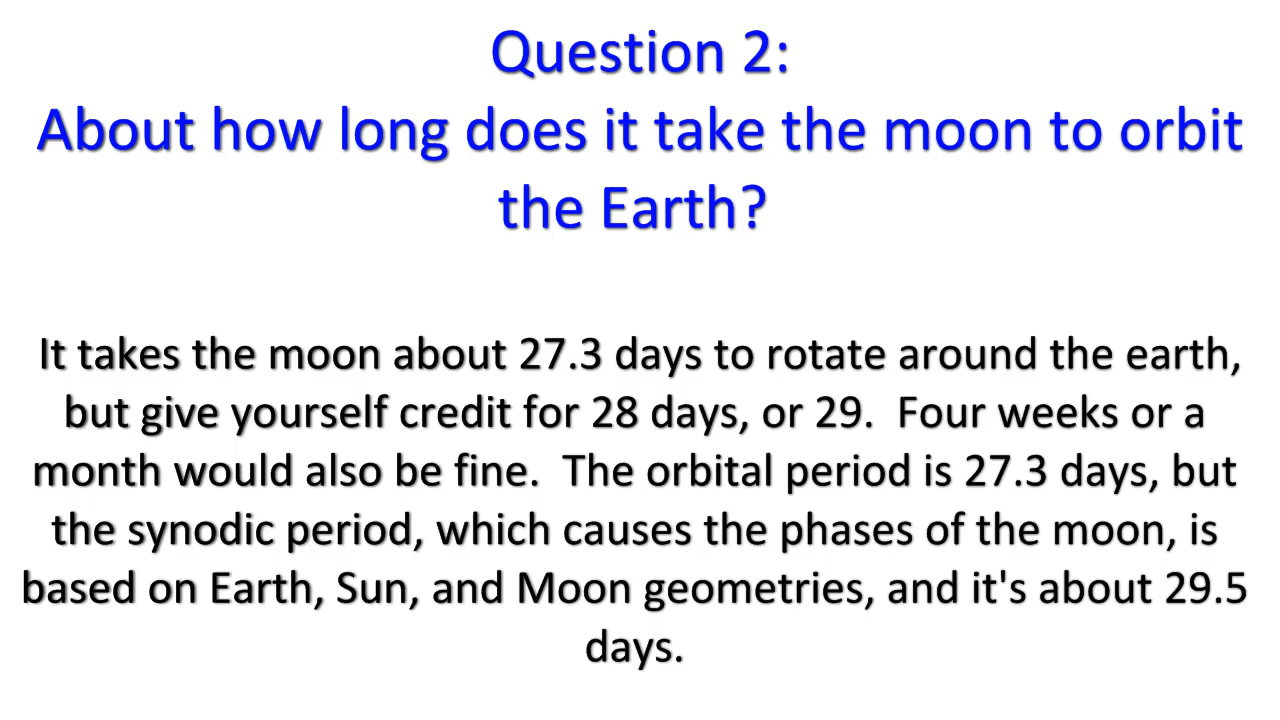 Question 2:
About how long does it take the moon to orbit
the Earth?
It takes the moon about 27.3 days to rotate around the earth,
but give yourself credit for 28 days, or 29.  Four weeks or a
month would also be fine.  The orbital period is 27.3 days, but
the synodic period, which causes the phases of the moon, is
based on Earth, Sun, and Moon geometries, and it's about 29.5
days.